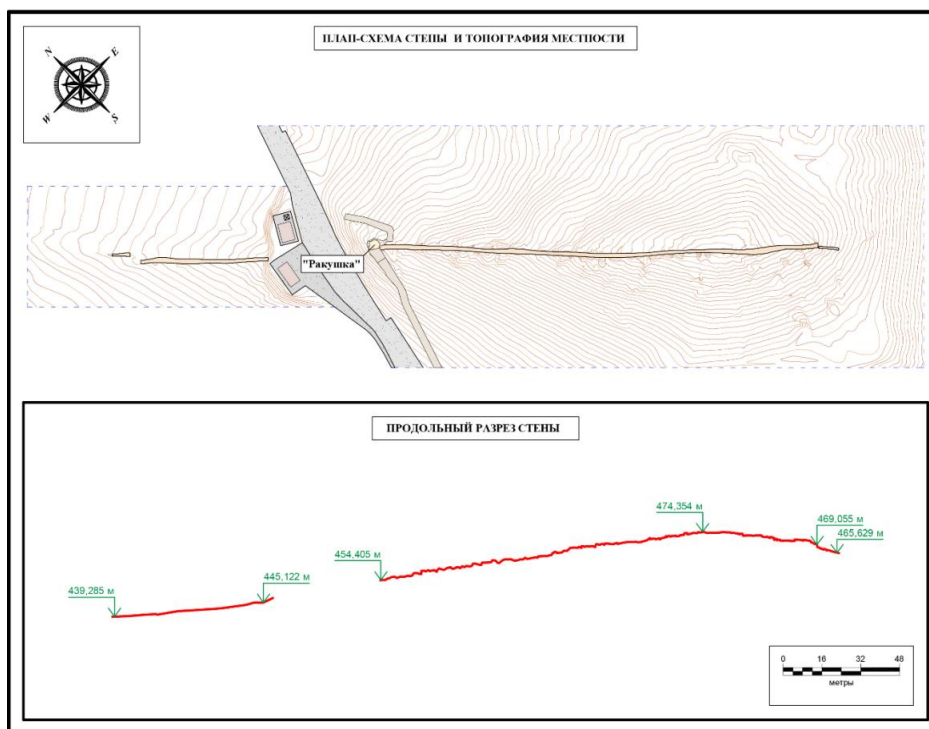 ПЛАН-СХЕМА СТЕНЫ И ТОПОГРАФИЯ МЕСТНОСТИ
N E
W S
"Ракушка"
ПРОДОЛЬНЫЙ РАЗРЕЗ СТЕНЫ
474,354 м
469,055 м
465,629 м
454,405 м
445,122 м
439,285 м
0 16 32 48
метры